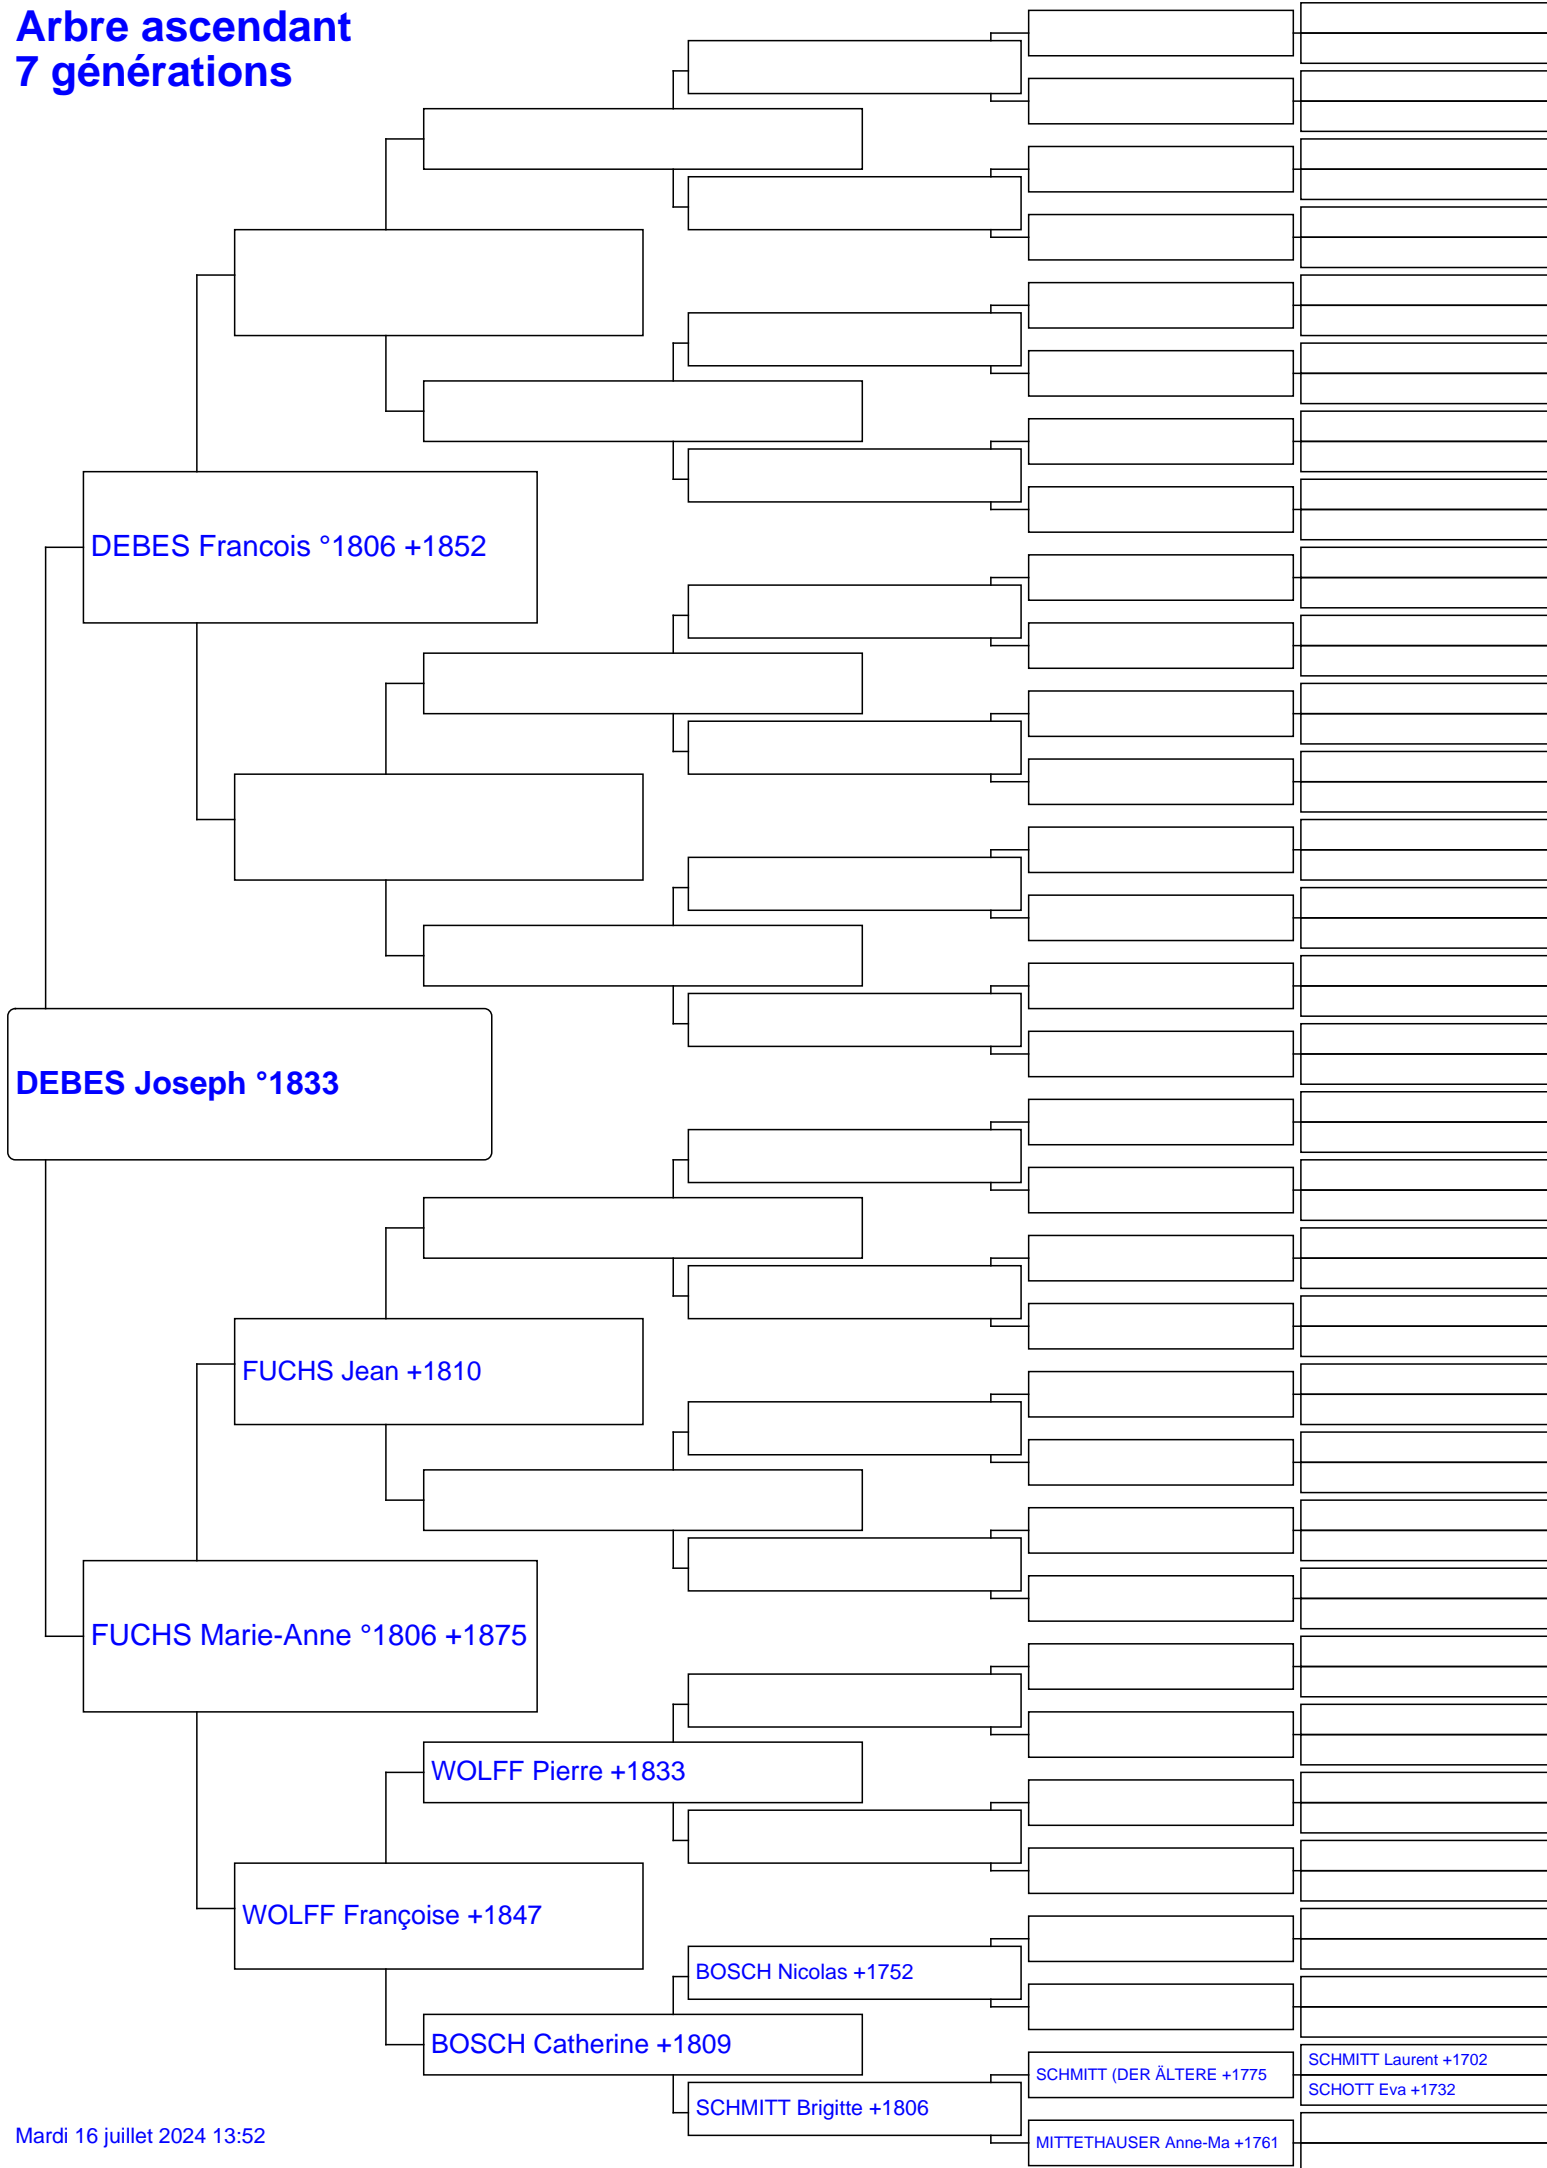 Arbre ascendant
7 générations
DEBES Francois °1806 +1852
DEBES Joseph °1833
FUCHS Jean +1810
FUCHS Marie-Anne °1806 +1875
WOLFF Pierre +1833
WOLFF Françoise +1847
BOSCH Nicolas +1752
BOSCH Catherine +1809
SCHMITT (DER ÄLTERE +1775
SCHMITT Laurent +1702
SCHOTT Eva +1732
SCHMITT Brigitte +1806
MITTETHAUSER Anne-Ma +1761
Mardi 16 juillet 2024 13:52